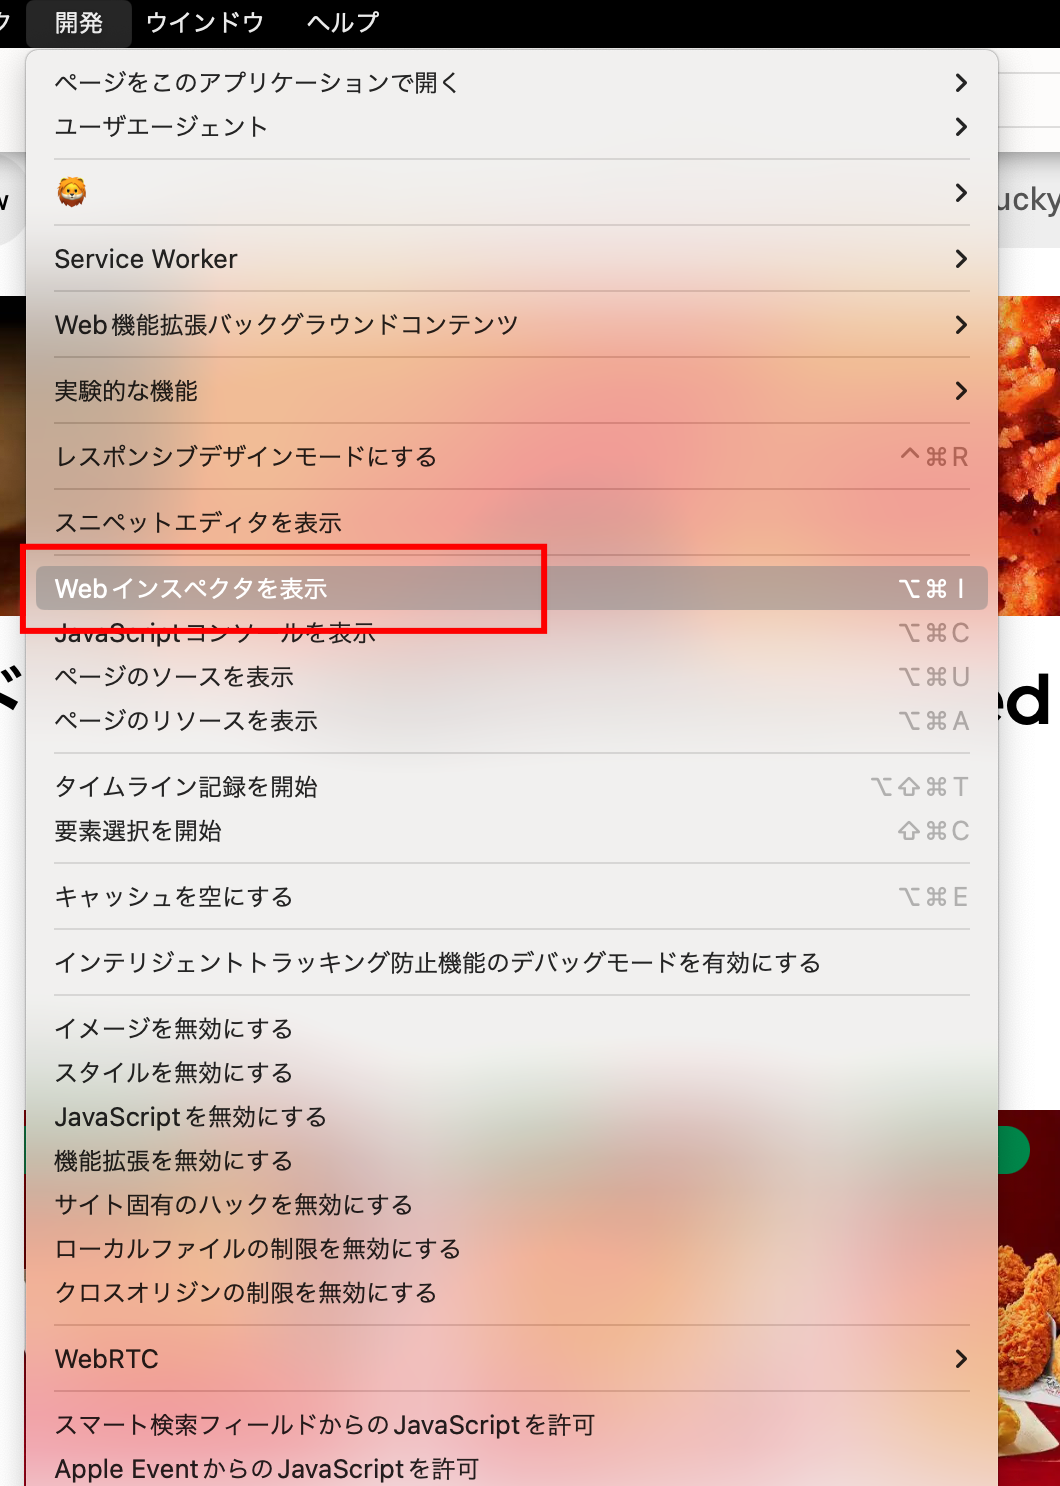 ク 開発 ウインドウ ヘルプ
ページをこのアプリケーションで開く
ユーザエージェント
Service Worker
Web機能拡張バックグラウンドコンテンツ
実験的な機能
レスポンシブデザインモードにする ^⌘R
スニペットエディタを表示
Webインスペクタを表示 ⌥⌘I
JavaScriptコンソールを表示 ⌥⌘C
ページのソースを表示 ⌥⌘U
ページのリソースを表示 ⌥⌘A
タイムライン記録を開始 ⌥⇧⌘T
要素選択を開始 ⇧⌘C
キャッシュを空にする ⌥⌘E
インテリジェントトラッキング防止機能のデバッグモードを有効にする
イメージを無効にする
スタイルを無効にする
JavaScriptを無効にする
機能拡張を無効にする
サイト固有のハックを無効にする
ローカルファイルの制限を無効にする
クロスオリジンの制限を無効にする
WebRTC
スマート検索フィールドからのJavaScriptを許可
Apple EventからのJavaScriptを許可
w
ucky
ed